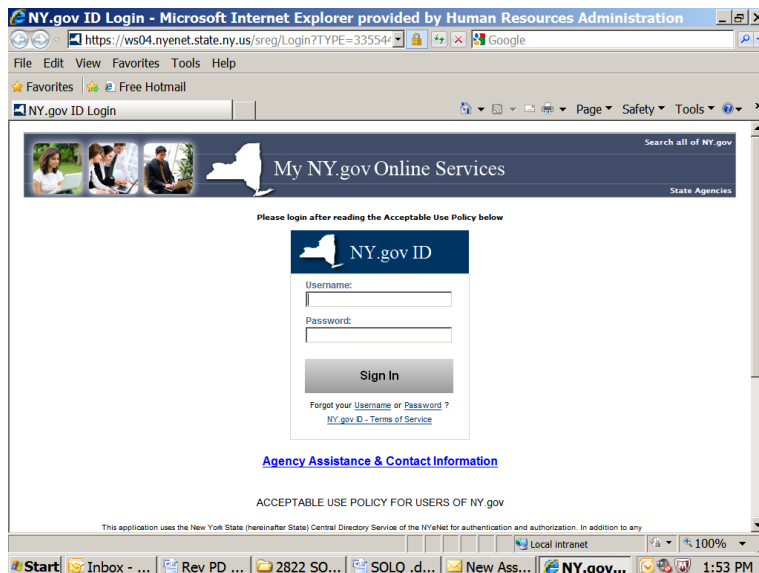 NY.gov ID Login - Microsoft Internet Explorer provided by Human Resources Administration
https://ws04.nyenet.state.ny.us/sreg/Login?TYPE=335544
Google
File Edit View Favorites Tools Help
Favorites Free Hotmail
NY.gov ID Login
Page Safety Tools
Search all of NY.gov
My NY.gov Online Services
State Agencies
Please login after reading the Acceptable Use Policy below
NY.gov ID
Username:
Password:
Sign In
Forgot your Username or Password ?
NY.gov ID - Terms of Service
Agency Assistance & Contact Information
ACCEPTABLE USE POLICY FOR USERS OF NY.gov
This application uses the New York State (hereinafter State) Central Directory Service of the NYeNet for authentication and authorization. In addition to any
Local intranet 100%
Start Inbox - ... Rev PD ... 2822 SO... SOLQ .d... New Ass... NY.gov... 1:53 PM